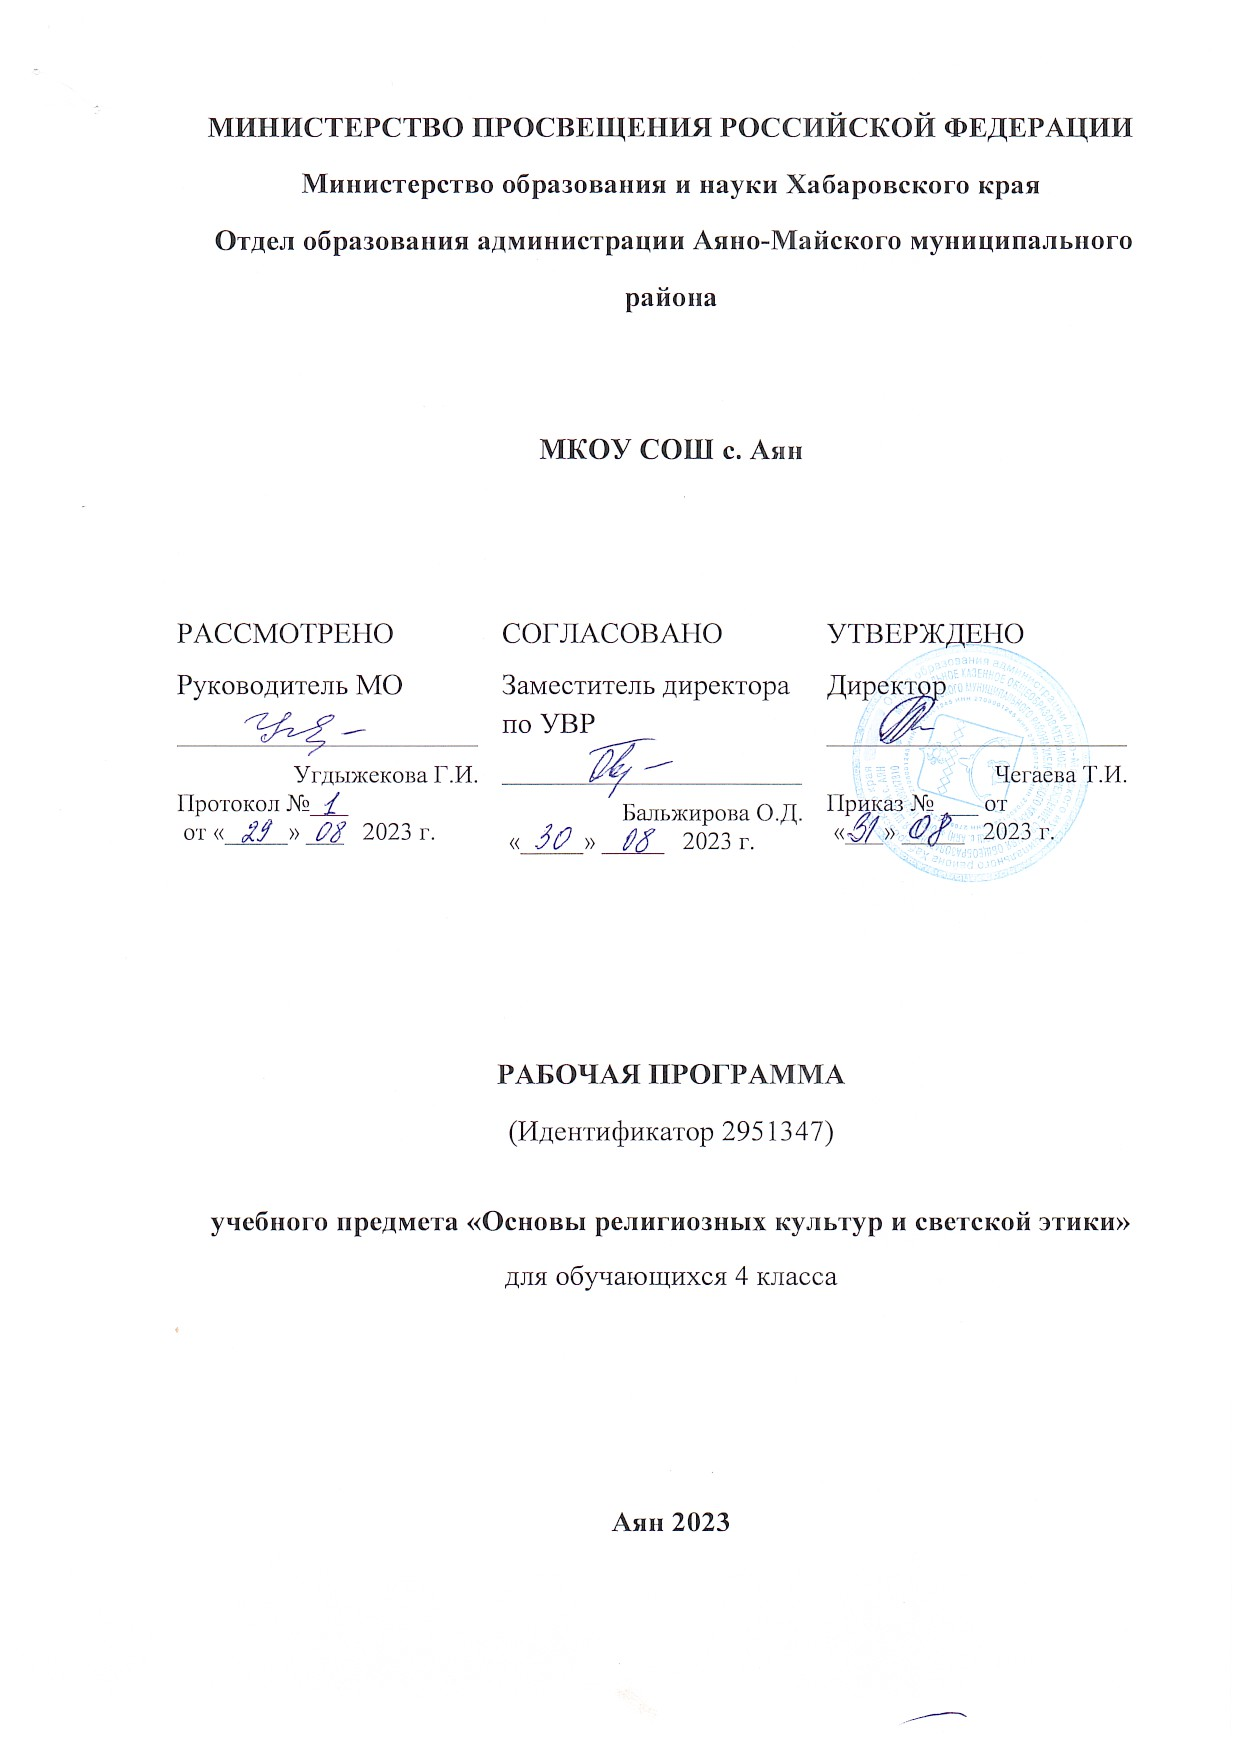 МИНИСТЕРСТВО ПРОСВЕЩЕНИЯ РОССИЙСКОЙ ФЕДЕРАЦИИ
Министерство образования и науки Хабаровского края
Отдел образования администрации Аяно-Майского муниципального
района
МКОУ СОШ с. Аян
РАССМОТРЕНО
Руководитель МО
Угдыжекова Г.И.
Протокол № 1
от «29» 08 2023 г.
СОГЛАСОВАНО
Заместитель директора
по УВР
Бальжирова О.Д.
«30» 08 2023 г.
УТВЕРЖДЕНО
Директор
Чегаева Т.И.
Приказ № ___ от
«31» 08 2023 г.
РАБОЧАЯ ПРОГРАММА
(Идентификатор 2951347)
учебного предмета «Основы религиозных культур и светской этики»
для обучающихся 4 класса
Аян 2023